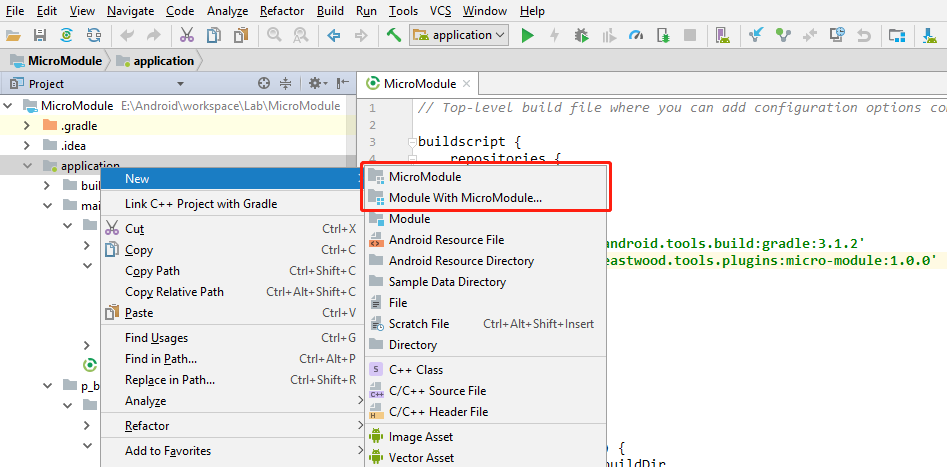 File Edit View Navigate Code Analyze Refactor Build Run Tools VCS Window Help
application
MicroModule application
Project
MicroModule
MicroModule E:\Android\workspace\Lab\MicroModule
.gradle
.idea
application
bui
mai
p_b
1 // Top-level build file where you can add configuration options co
2
3 buildscript {
4 repositories {
android.tools.build:gradle:3.1.2'
eastwood.tools.plugins:micro-module:1.0.0'
) {
buildDir
New
Link C++ Project with Gradle
Cut Ctrl+X
Copy Ctrl+C
Copy Path Ctrl+Shift+C
Copy Relative Path Ctrl+Alt+Shift+C
Paste Ctrl+V
Find Usages Ctrl+G
Find in Path... Ctrl+Alt+P
Replace in Path... Ctrl+Shift+R
Analyze
Refactor
Add to Favorites
MicroModule
Module With MicroModule...
Module
Android Resource File
Android Resource Directory
Sample Data Directory
File
Scratch File Ctrl+Alt+Shift+Insert
Directory
S C++ Class
C++ C/C++ Source File
H C/C++ Header File
Image Asset
Vector Asset